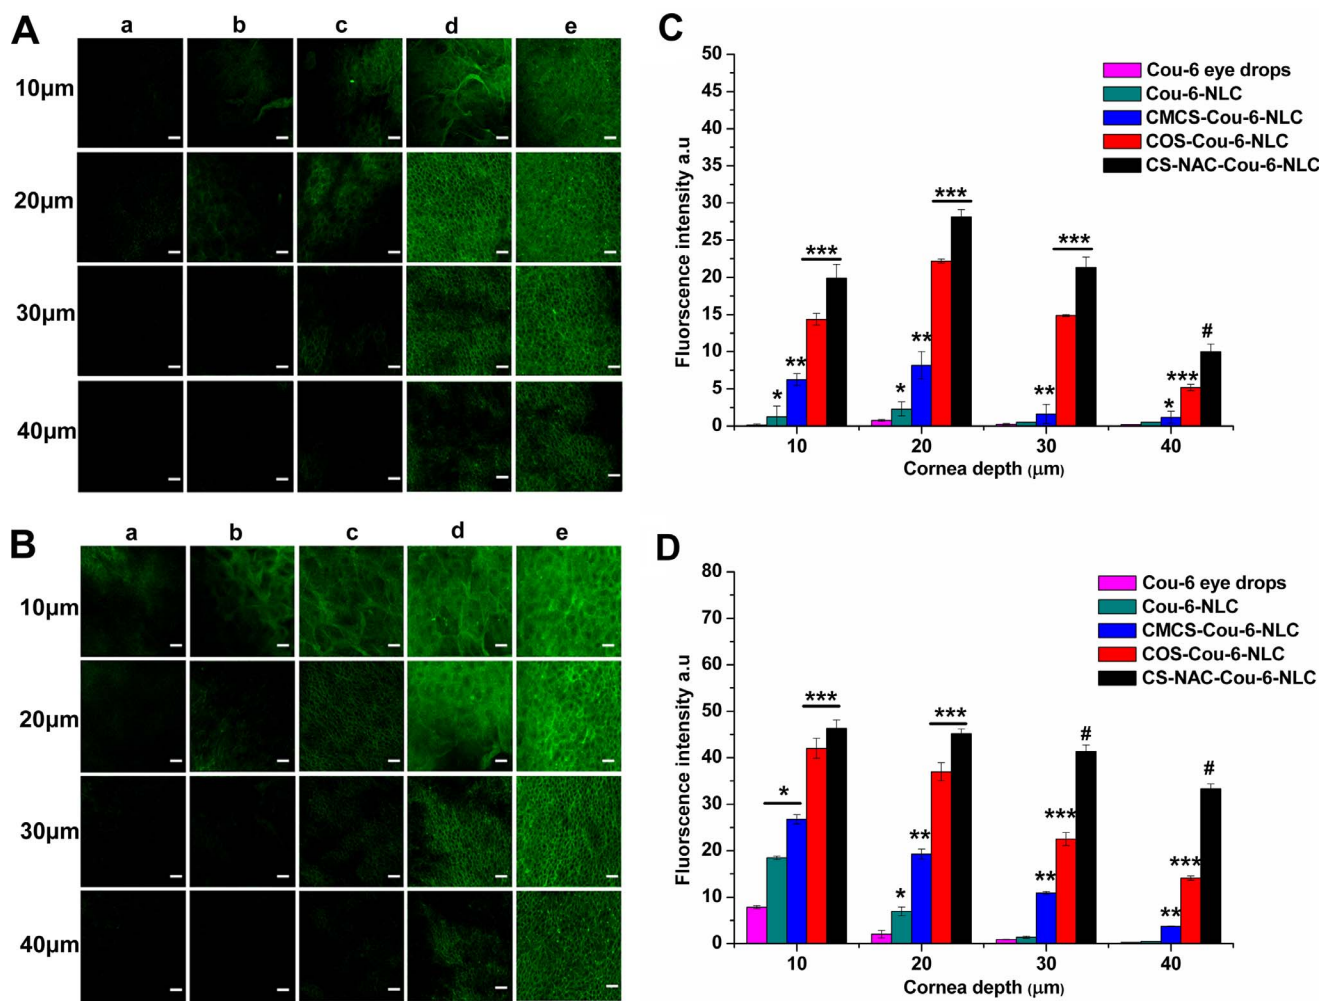 A
a b c d e
10μm
20μm
30μm
40μm
C
50
45
40
35
30
25
20
15
10
5
0
Fluorescence intensity a.u
Cou-6 eye drops
Cou-6-NLC
CMCS-Cou-6-NLC
COS-Cou-6-NLC
CS-NAC-Cou-6-NLC
* ** ***
* ** ***
** ***
* *** #
10 20 30 40
Cornea depth (μm)
B
a b c d e
10μm
20μm
30μm
40μm
D
80
70
60
50
40
30
20
10
0
Fluorescence intensity a.u
Cou-6 eye drops
Cou-6-NLC
CMCS-Cou-6-NLC
COS-Cou-6-NLC
CS-NAC-Cou-6-NLC
* ***
* ** ***
** *** #
** *** #
10 20 30 40
Cornea depth (μm)